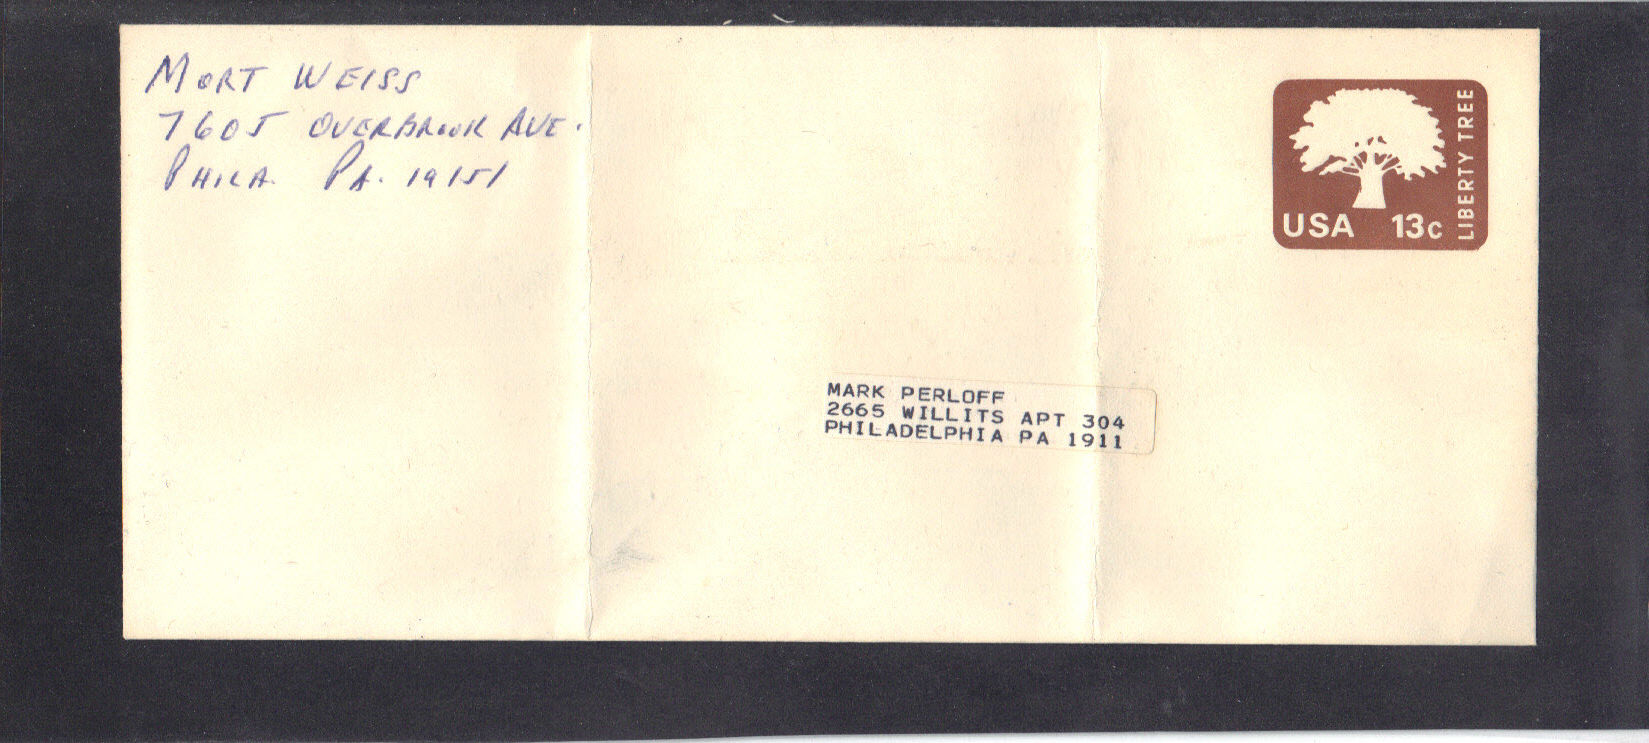 MORT WEISS
7605 OVERBROOK AVE.
PHILA. PA. 19151
LIBERTY TREE
USA 13c
MARK PERLOFF
2665 WILLITS APT 304
PHILADELPHIA PA 1911